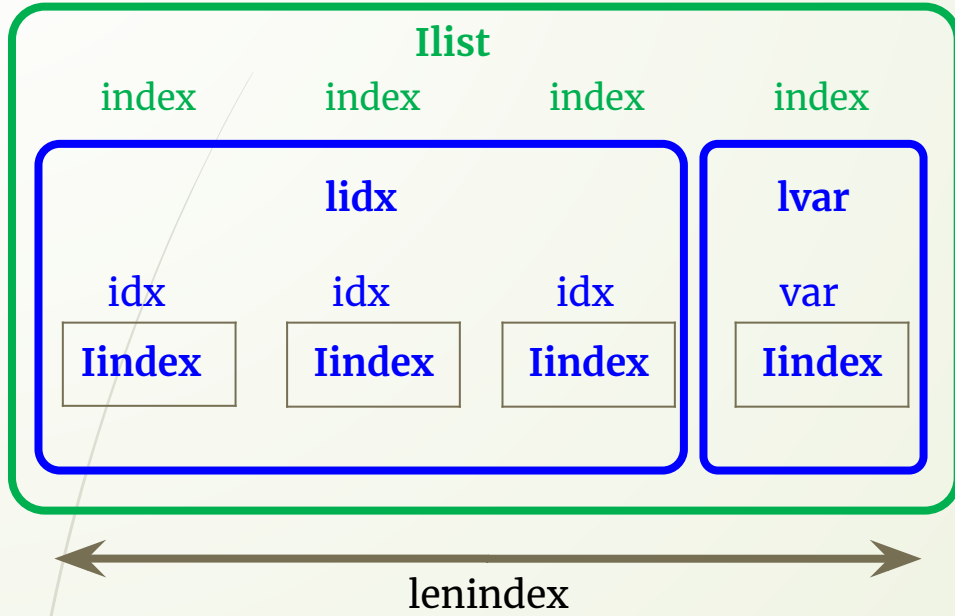 Ilist
index index index index
lidx lvar
idx idx idx var
Iindex Iindex Iindex Iindex
lenindex